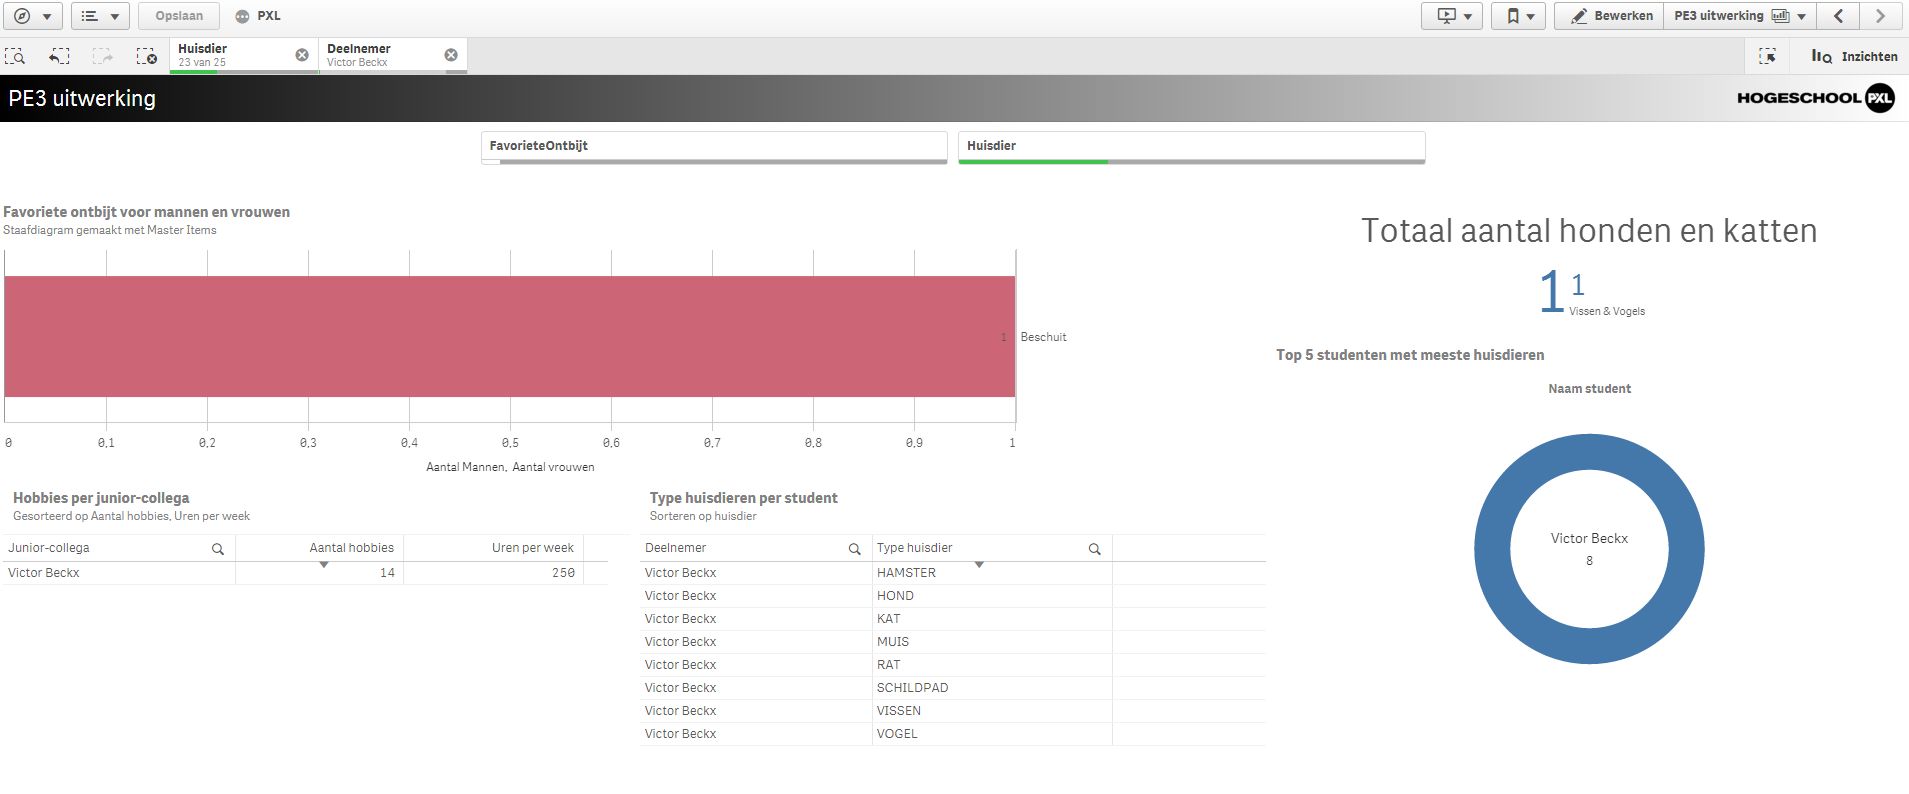 Opslaan PXL Bewerken PE3 uitwerking
Huisdier
23 van 25
Deelnemer
Victor Beckx
Inzichten
PE3 uitwerking
HOGESCHOOL PXL
FavorieteOntbijt
Huisdier
Favoriete ontbijt voor mannen en vrouwen
Staafdiagram gemaakt met Master Items
1 Beschuit
0 0,1 0,2 0,3 0,4 0,5 0,6 0,7 0,8 0,9 1
Aantal Mannen, Aantal vrouwen
Totaal aantal honden en katten
1 1
Vissen & Vogels
Top 5 studenten met meeste huisdieren
Naam student
Victor Beckx
8
Hobbies per junior-collega
Gesorteerd op Aantal hobbies, Uren per week
Junior-collega Aantal hobbies Uren per week
Victor Beckx 14 250
Type huisdieren per student
Sorteren op huisdier
Deelnemer Type huisdier
Victor Beckx HAMSTER
Victor Beckx HOND
Victor Beckx KAT
Victor Beckx MUIS
Victor Beckx RAT
Victor Beckx SCHILDPAD
Victor Beckx VISSEN
Victor Beckx VOGEL